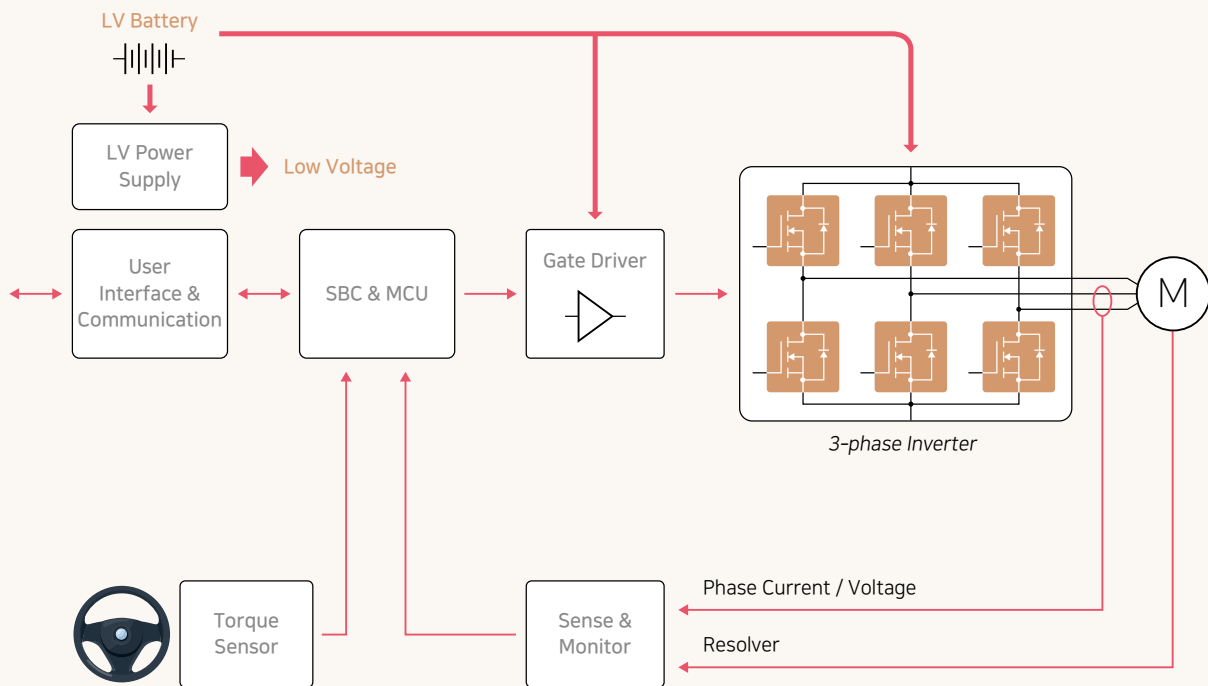 LV Battery
LV Power
Supply
Low Voltage
User
Interface &
Communication
SBC & MCU
Gate Driver
M
3-phase Inverter
Torque
Sensor
Sense &
Monitor
Phase Current / Voltage
Resolver